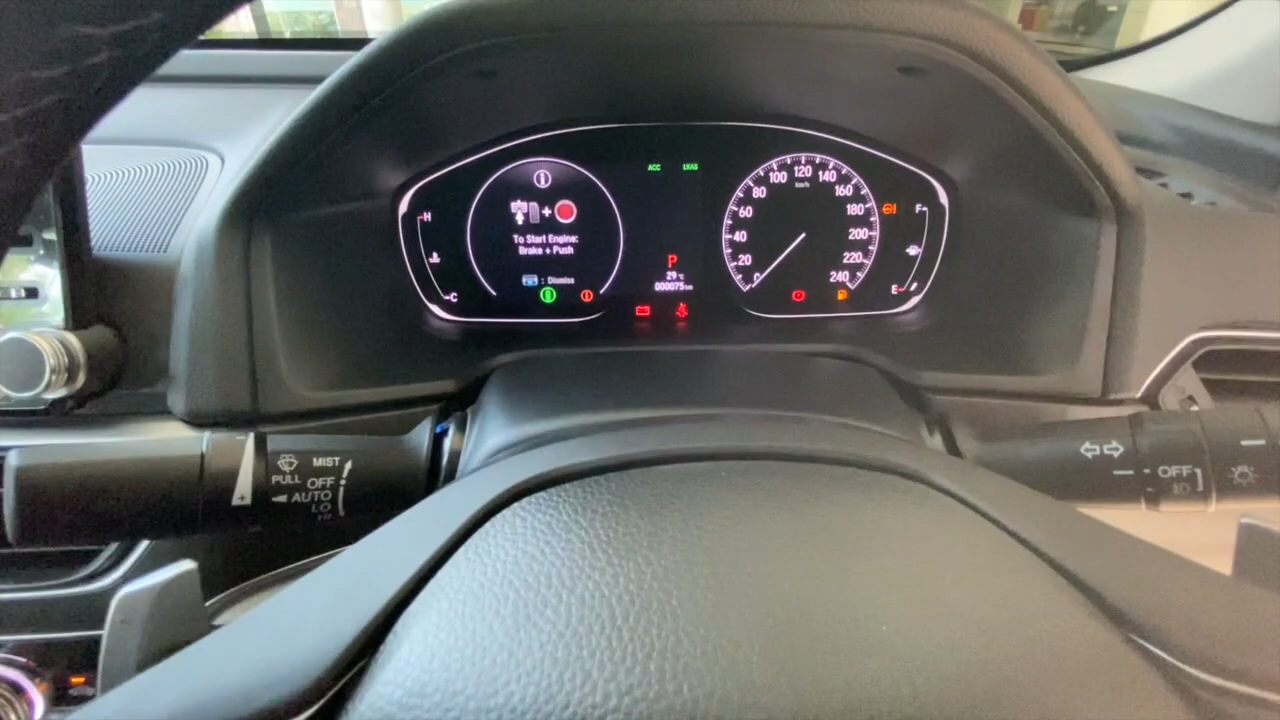 ACC LKAS
H
C
To Start Engine:
Brake + Push
: Dismiss
P
29 °C
000075 km
0
20
40
60
80
100
120
140
160
180
200
220
240
km/h
F
E
MIST
PULL
OFF
AUTO
LO
OFF